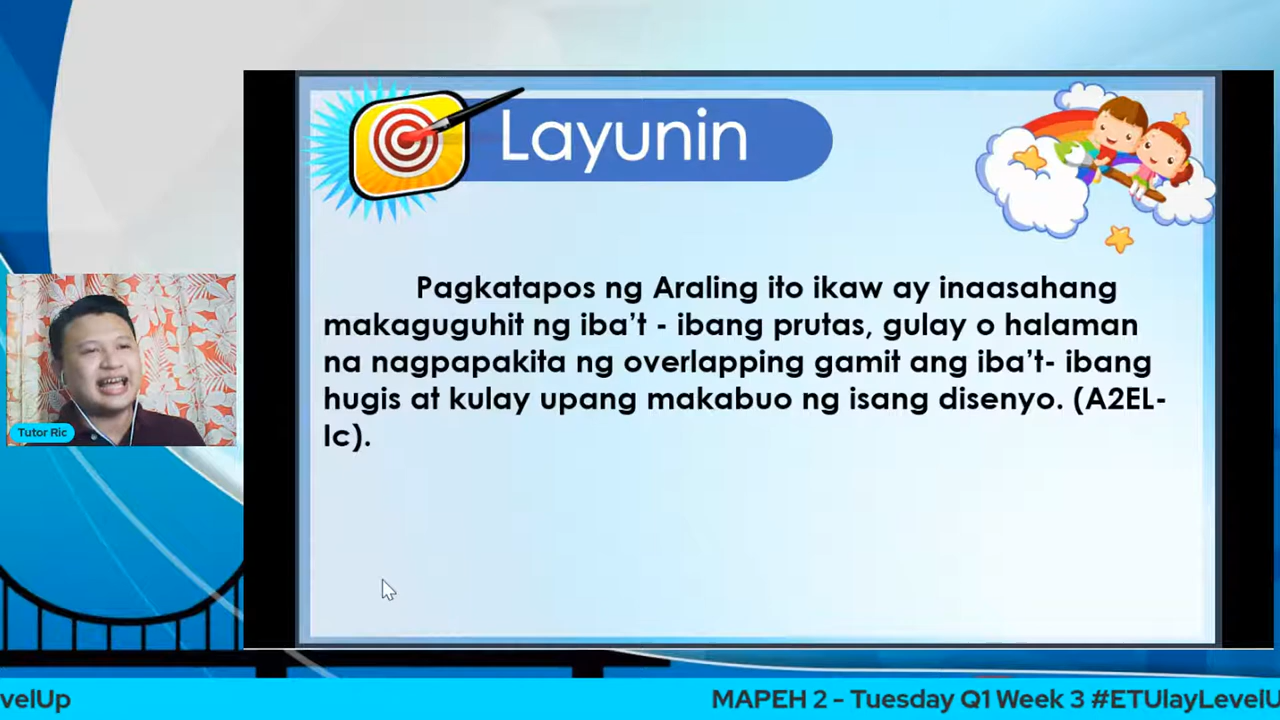 Layunin
Pagkatapos ng Araling ito ikaw ay inaasahang
makaguguhit ng iba’t - ibang prutas, gulay o halaman
na nagpapakita ng overlapping gamit ang iba’t- ibang
hugis at kulay upang makabuo ng isang disenyo. (A2EL-
Ic).
Tutor Ric
velUp
MAPEH 2 - Tuesday Q1 Week 3 #ETUlayLevelU